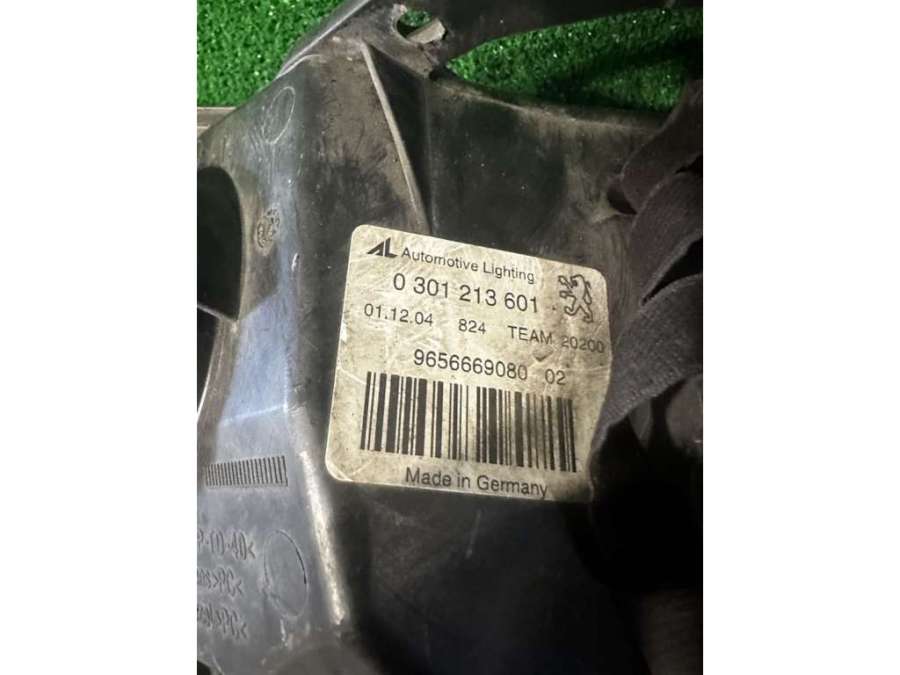 AL Automotive Lighting
0 301 213 601
01.12.04 824 TEAM 20200
9656669080 02
Made in Germany